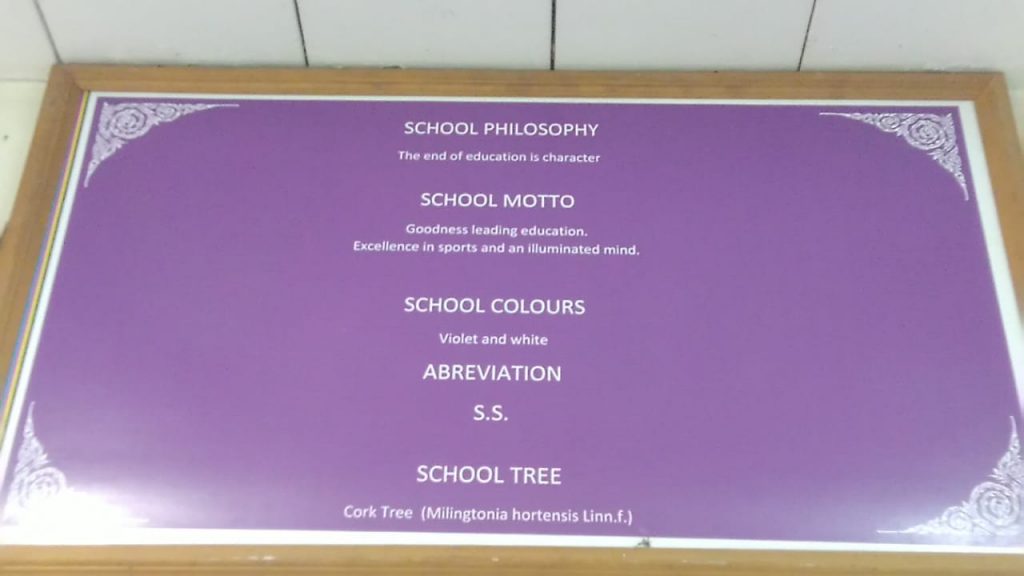 SCHOOL PHILOSOPHY
The end of education is character
SCHOOL MOTTO
Goodness leading education.
Excellence in sports and an illuminated mind.
SCHOOL COLOURS
Violet and white
ABREVIATION
S.S.
SCHOOL TREE
Cork Tree (Milingtonia hortensis Linn.f.)